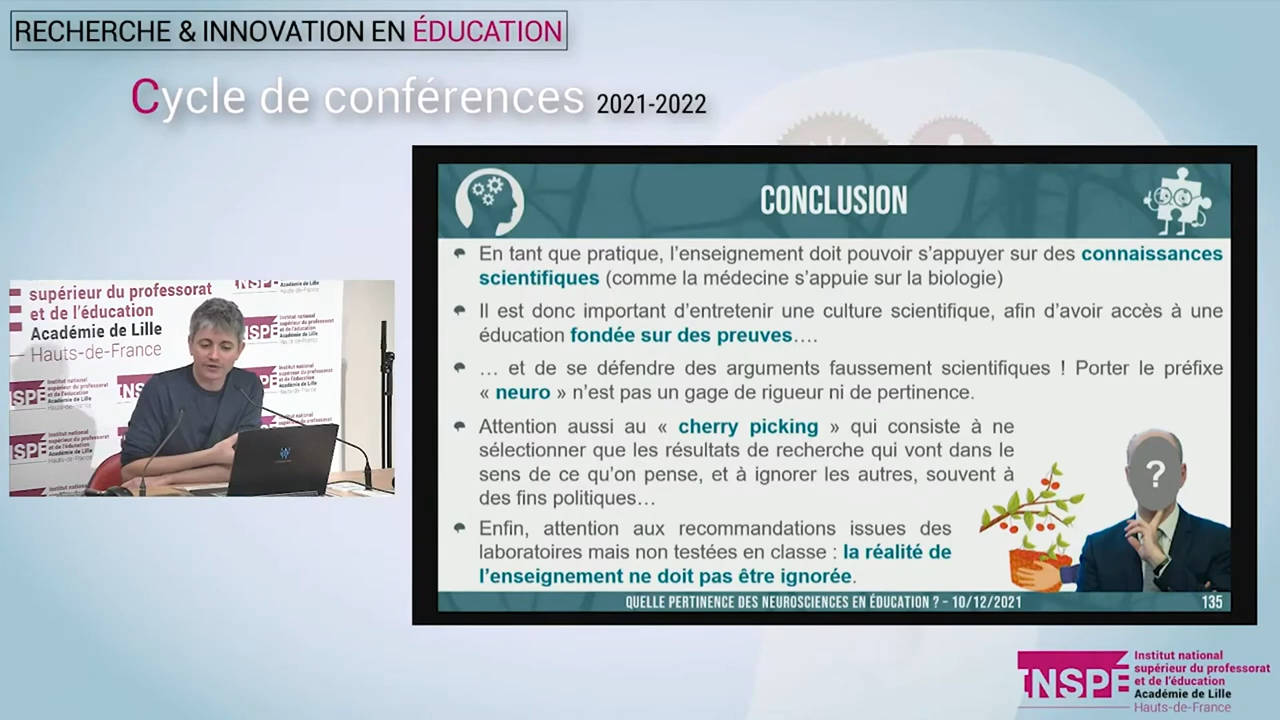 RECHERCHE & INNOVATION EN ÉDUCATION
Cycle de conférences 2021-2022
CONCLUSION
En tant que pratique, l'enseignement doit pouvoir s'appuyer sur des connaissances
scientifiques (comme la médecine s'appuie sur la biologie)
Il est donc important d'entretenir une culture scientifique, afin d'avoir accès à une
éducation fondée sur des preuves….
… et de se défendre des arguments faussement scientifiques ! Porter le préfixe
« neuro » n'est pas un gage de rigueur ni de pertinence.
Attention aussi au « cherry picking » qui consiste à ne
sélectionner que les résultats de recherche qui vont dans le
sens de ce qu'on pense, et à ignorer les autres, souvent à
des fins politiques…
Enfin, attention aux recommandations issues des
laboratoires mais non testées en classe : la réalité de
l'enseignement ne doit pas être ignorée.
?
QUELLE PERTINENCE DES NEUROSCIENCES EN ÉDUCATION ? – 10/12/2021
135
supérieur du professorat
et de l'éducation
Académie de Lille
Hauts-de-France
INSPÉ
Institut national
supérieur du professorat
et de l'éducation
Académie de Lille
Hauts-de-France